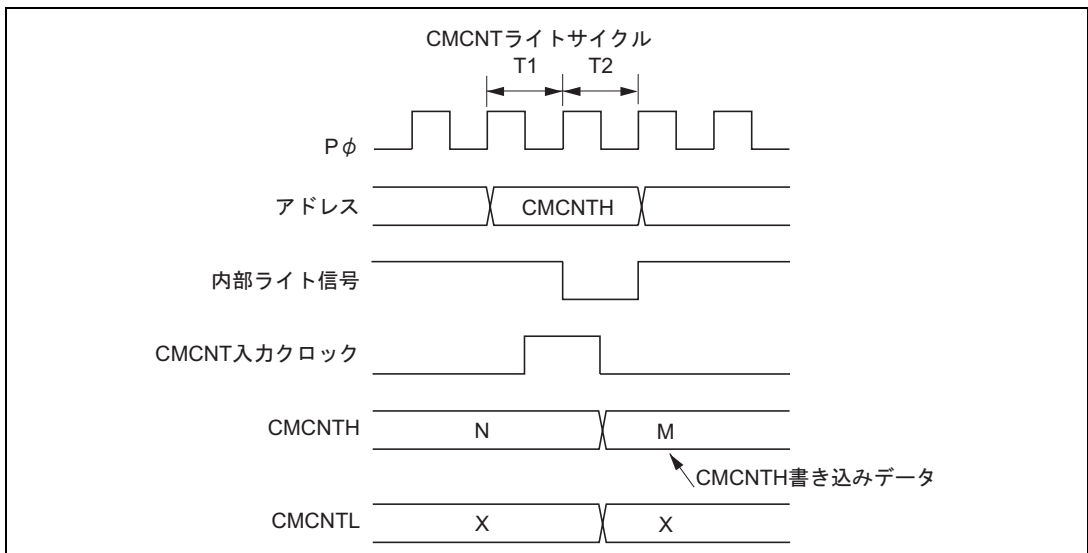 CMCNTライトサイクル
T1 T2
Pφ
アドレス CMCNTH
内部ライト信号
CMCNT入力クロック
CMCNTH N M
CMCNTH書き込みデータ
CMCNTL X X